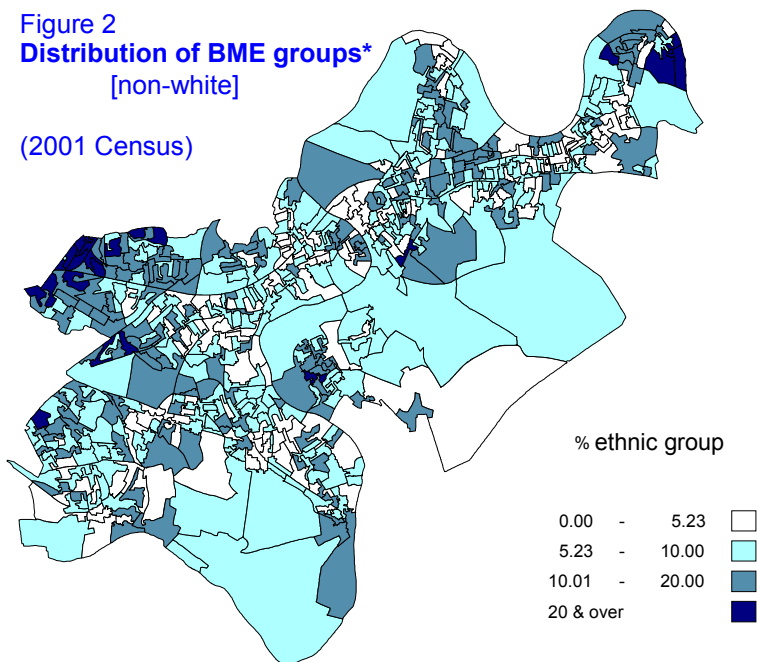 Figure 2
Distribution of BME groups*
[non-white]
(2001 Census)
% ethnic group
0.00 - 5.23
5.23 - 10.00
10.01 - 20.00
20 & over